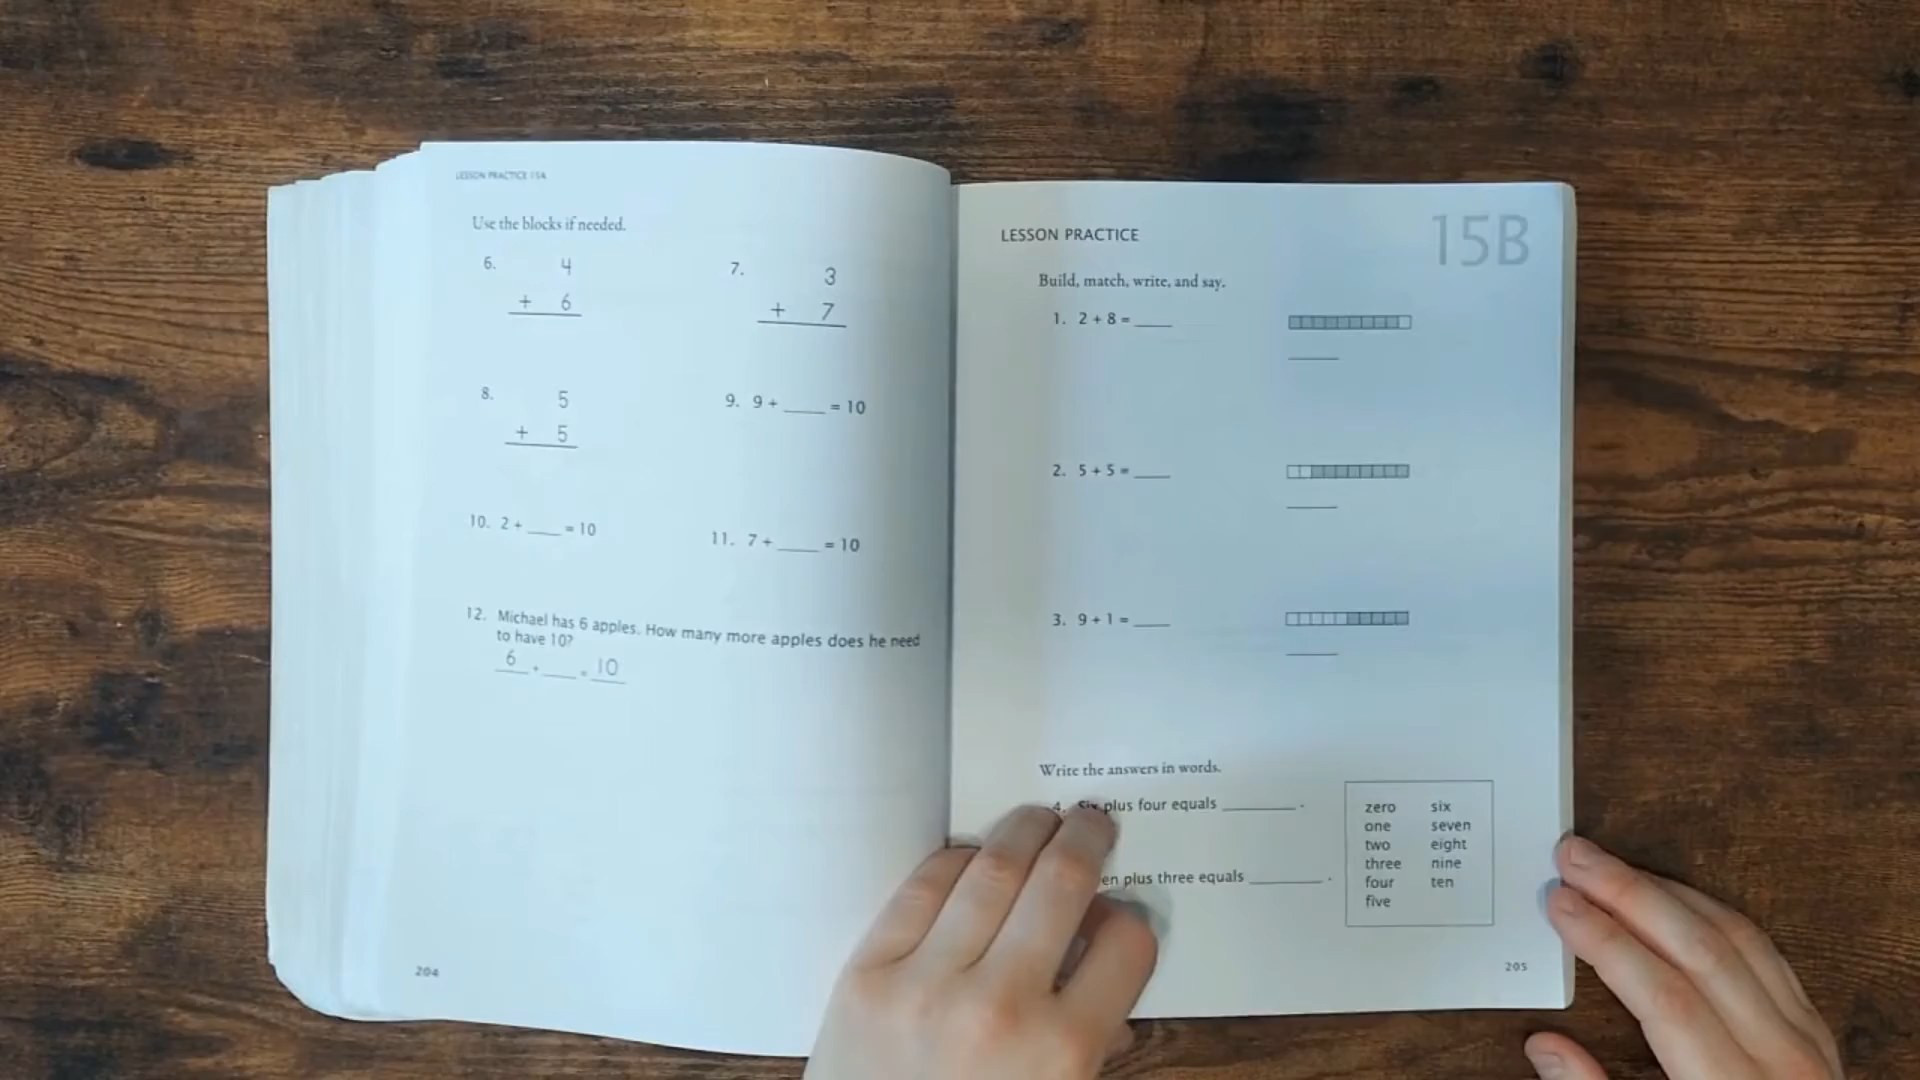 LESSON PRACTICE 15A
Use the blocks if needed.
6. 4
+ 6
7. 3
+ 7
8. 5
+ 5
9. 9 + ____ = 10
10. 2 + ____ = 10
11. 7 + ____ = 10
12. Michael has 6 apples. How many more apples does he need
to have 10?
6 + ____ = 10
204
LESSON PRACTICE
15B
Build, match, write, and say.
1. 2 + 8 = ____
2. 5 + 5 = ____
3. 9 + 1 = ____
Write the answers in words.
4. Six plus four equals ________ .
en plus three equals ________ .
zero six
one seven
two eight
three nine
four ten
five
205